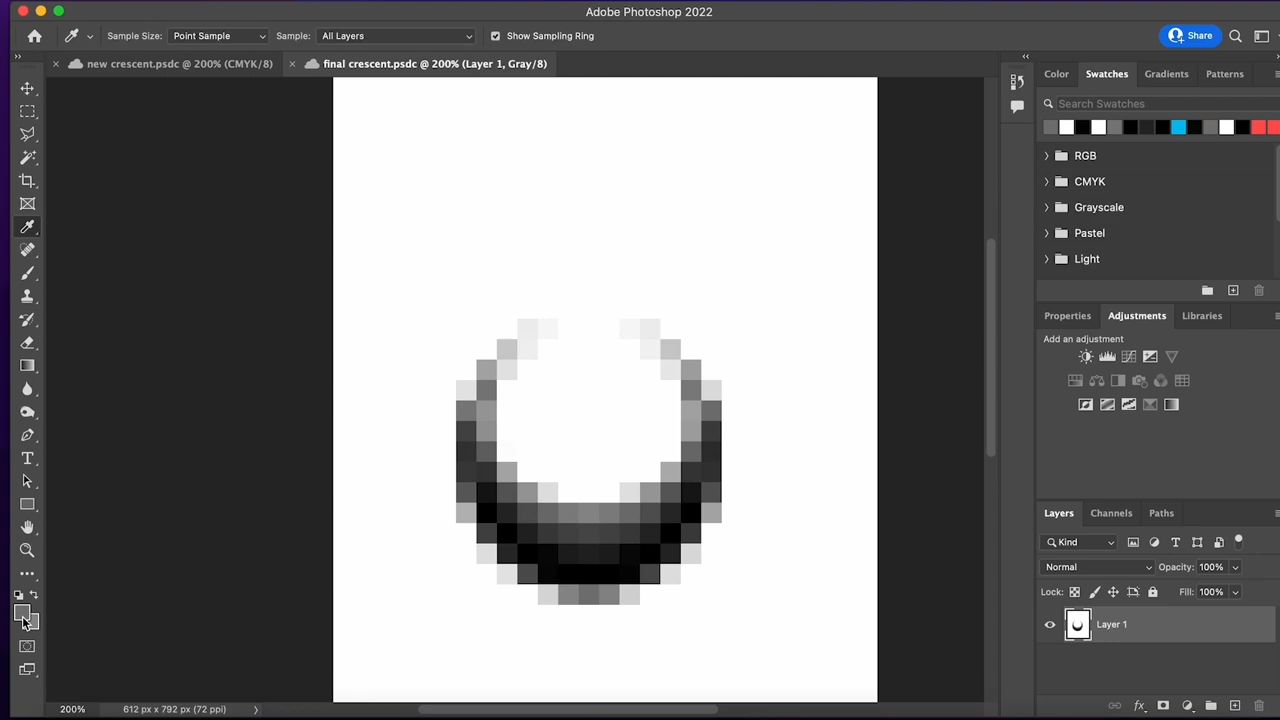 Adobe Photoshop 2022
Sample Size: Point Sample Sample: All Layers Show Sampling Ring Share
new crescent.psdc @ 200% (CMYK/8) final crescent.psdc @ 200% (Layer 1, Gray/8)
Color Swatches Gradients Patterns
Search Swatches
RGB
CMYK
Grayscale
Pastel
Light
Properties Adjustments Libraries
Add an adjustment
Layers Channels Paths
Kind
Normal Opacity: 100%
Lock: Fill: 100%
Layer 1
200% 612 px x 792 px (72 ppi)